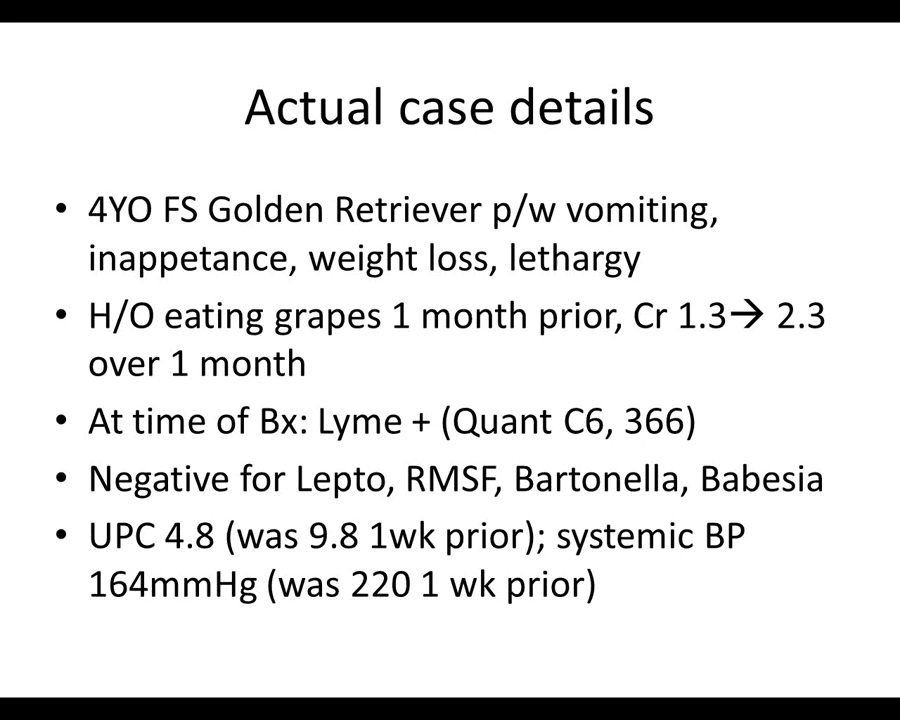 Actual case details
• 4YO FS Golden Retriever p/w vomiting,
inappetance, weight loss, lethargy
• H/O eating grapes 1 month prior, Cr 1.3→ 2.3
over 1 month
• At time of Bx: Lyme + (Quant C6, 366)
• Negative for Lepto, RMSF, Bartonella, Babesia
• UPC 4.8 (was 9.8 1wk prior); systemic BP
164mmHg (was 220 1 wk prior)